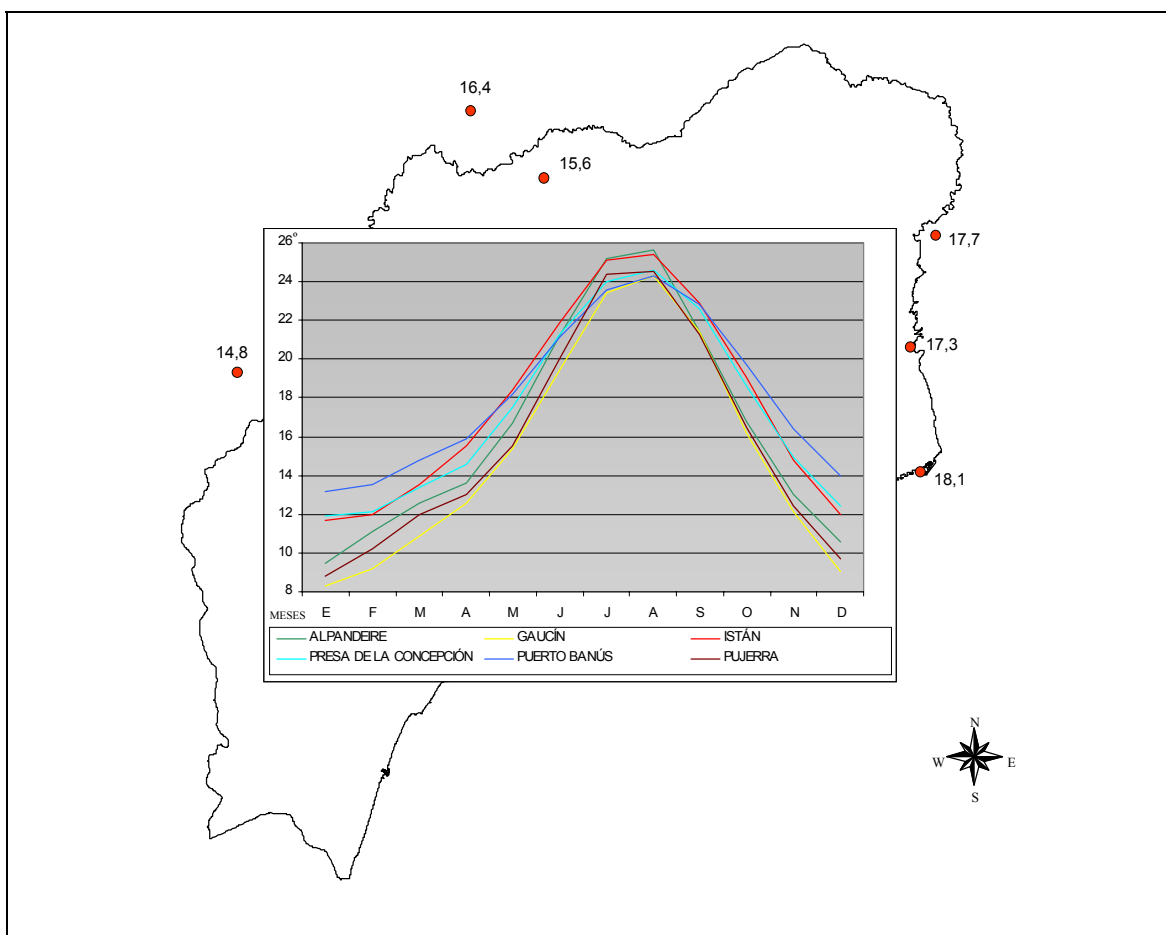 16,4
15,6
17,7
17,3
14,8
18,1
26º
24
22
20
18
16
14
12
10
8
MESES E F M A M J J A S O N D
ALPANDEIRE GAUCÍN ISTÁN
PRESA DE LA CONCEPCIÓN PUERTO BANÚS PUJERRA
N
W E
S